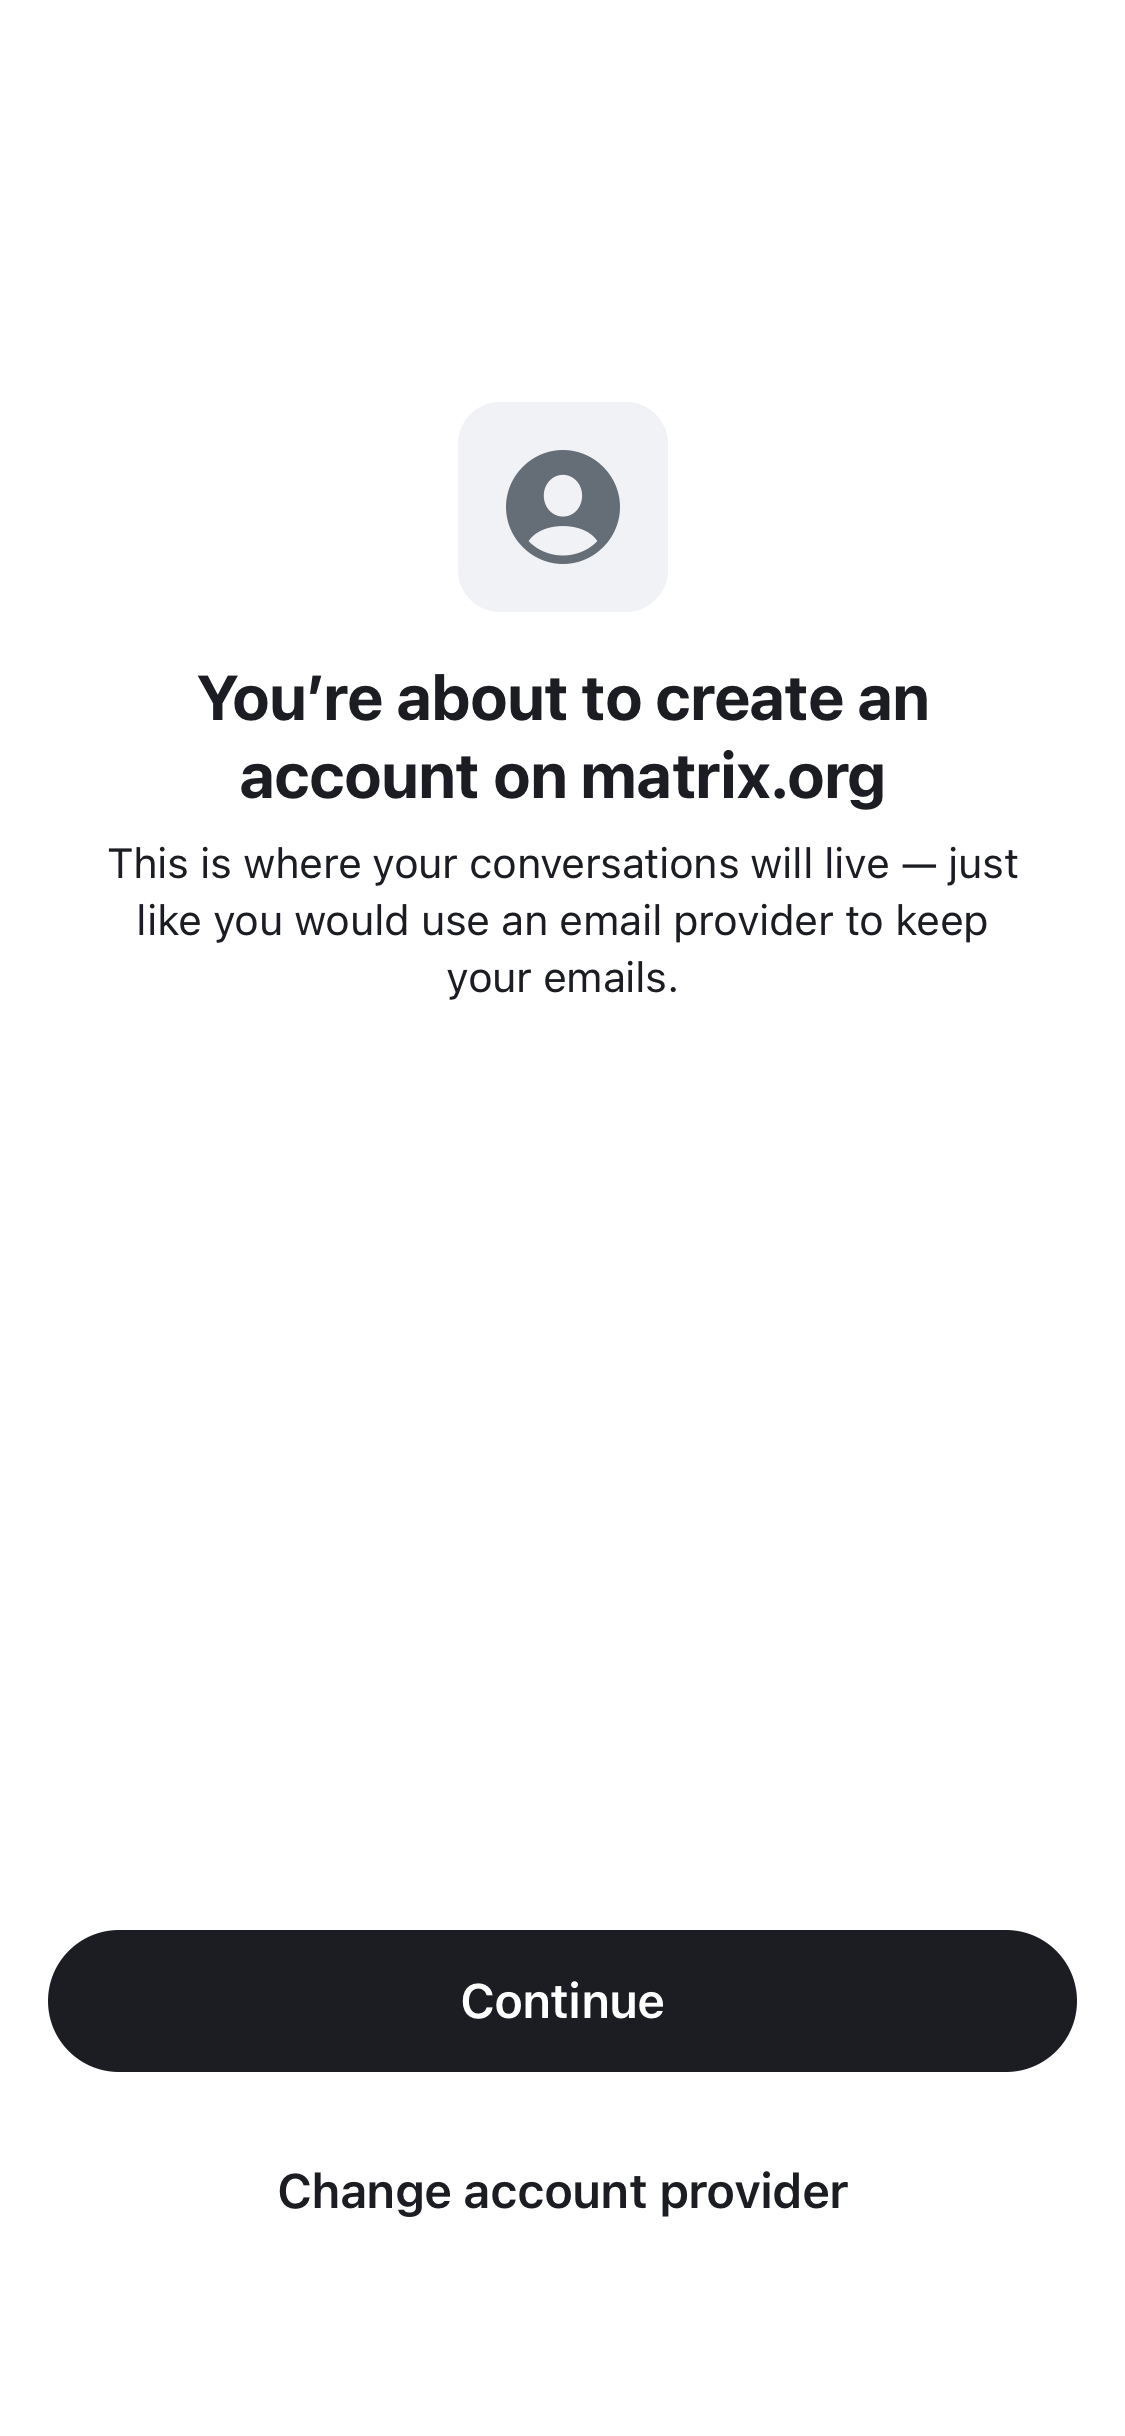 You’re about to create an
account on matrix.org
This is where your conversations will live — just
like you would use an email provider to keep
your emails.
Continue
Change account provider